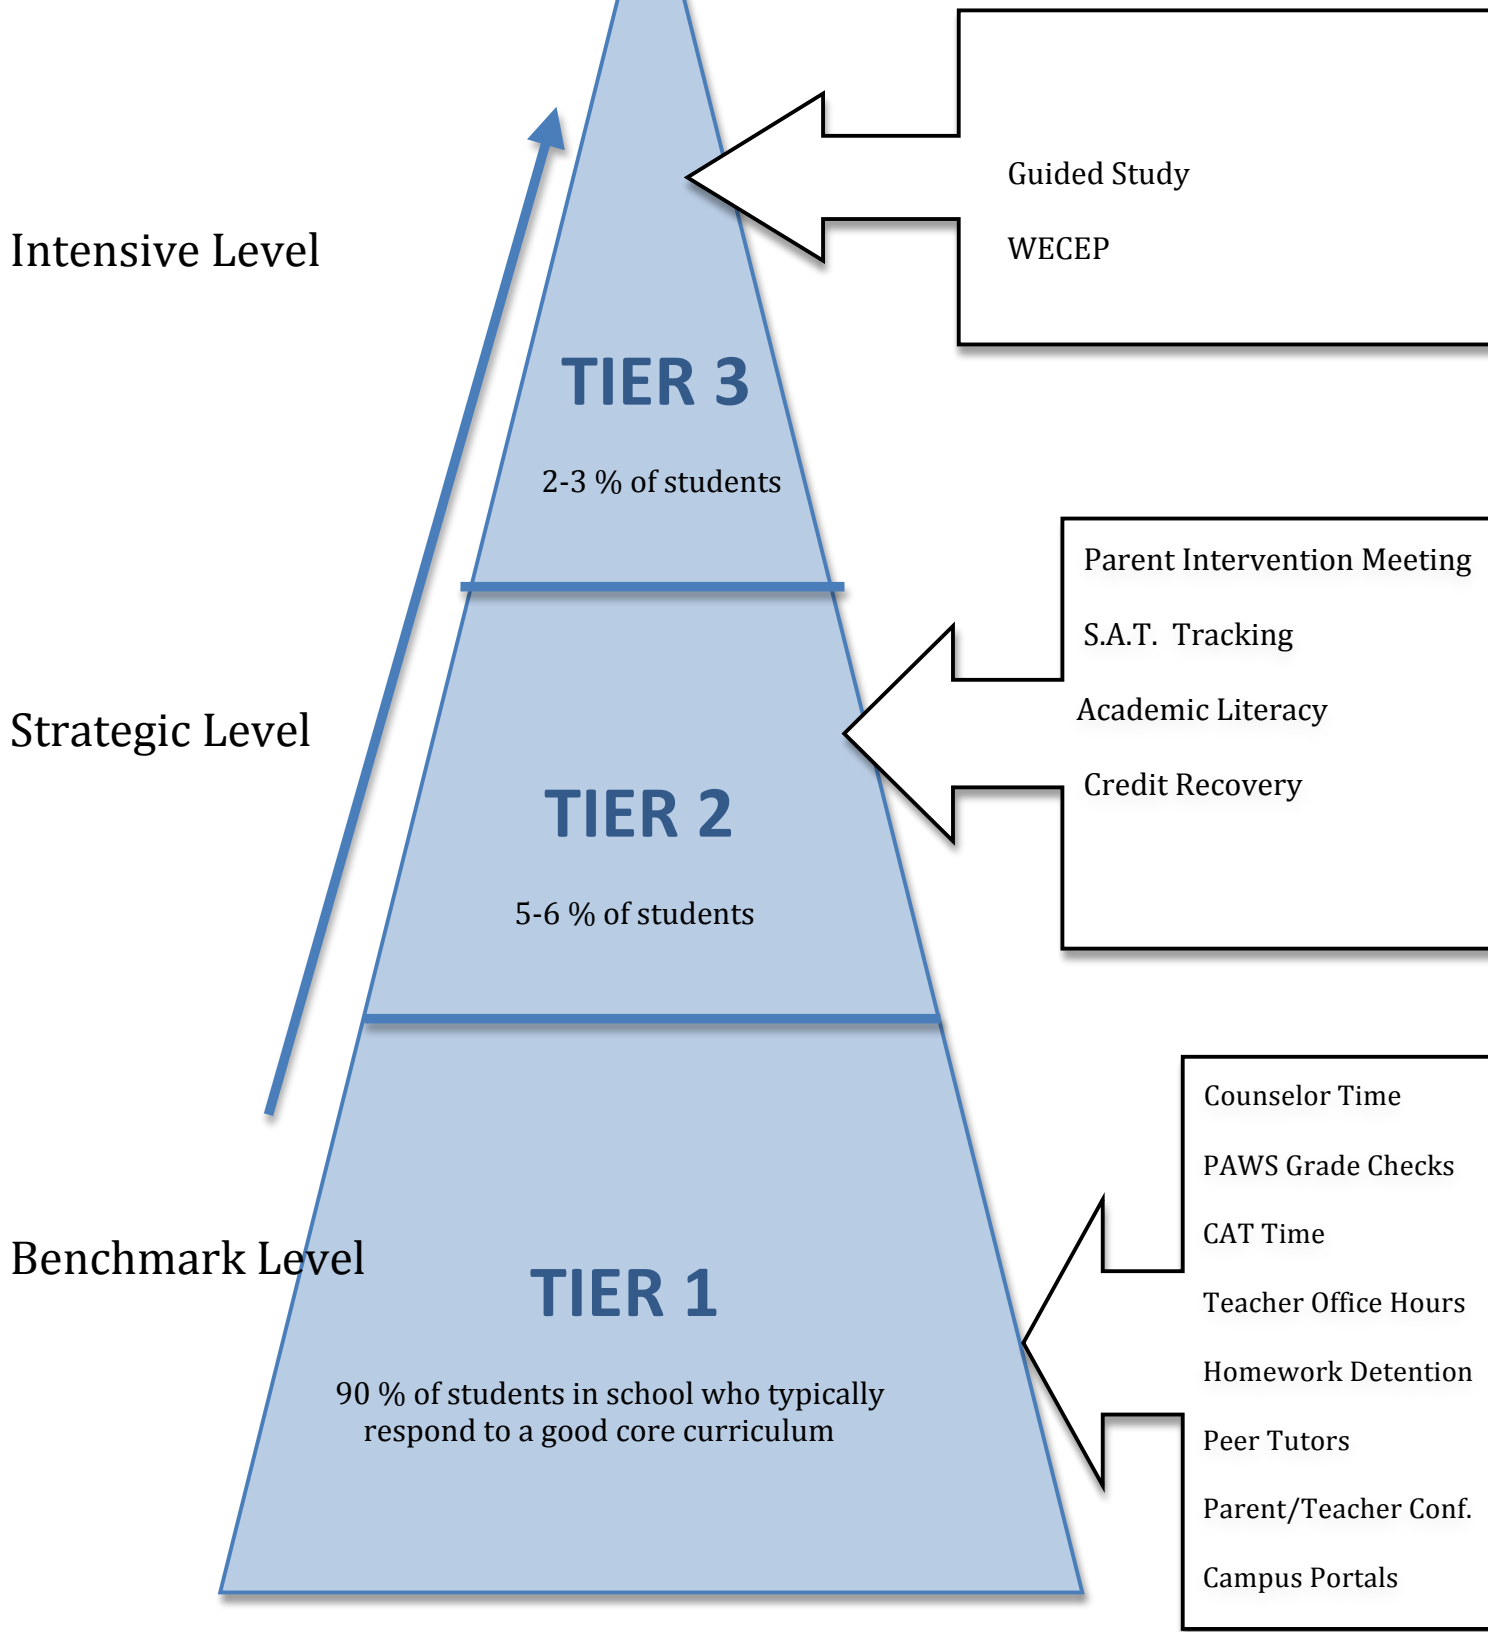 Guided Study
WECEP
Intensive Level
TIER 3
2-3 % of students
Parent Intervention Meeting
S.A.T. Tracking
Academic Literacy
Credit Recovery
Strategic Level
TIER 2
5-6 % of students
Counselor Time
PAWS Grade Checks
CAT Time
Teacher Office Hours
Homework Detention
Peer Tutors
Parent/Teacher Conf.
Campus Portals
Benchmark Level
TIER 1
90 % of students in school who typically
respond to a good core curriculum